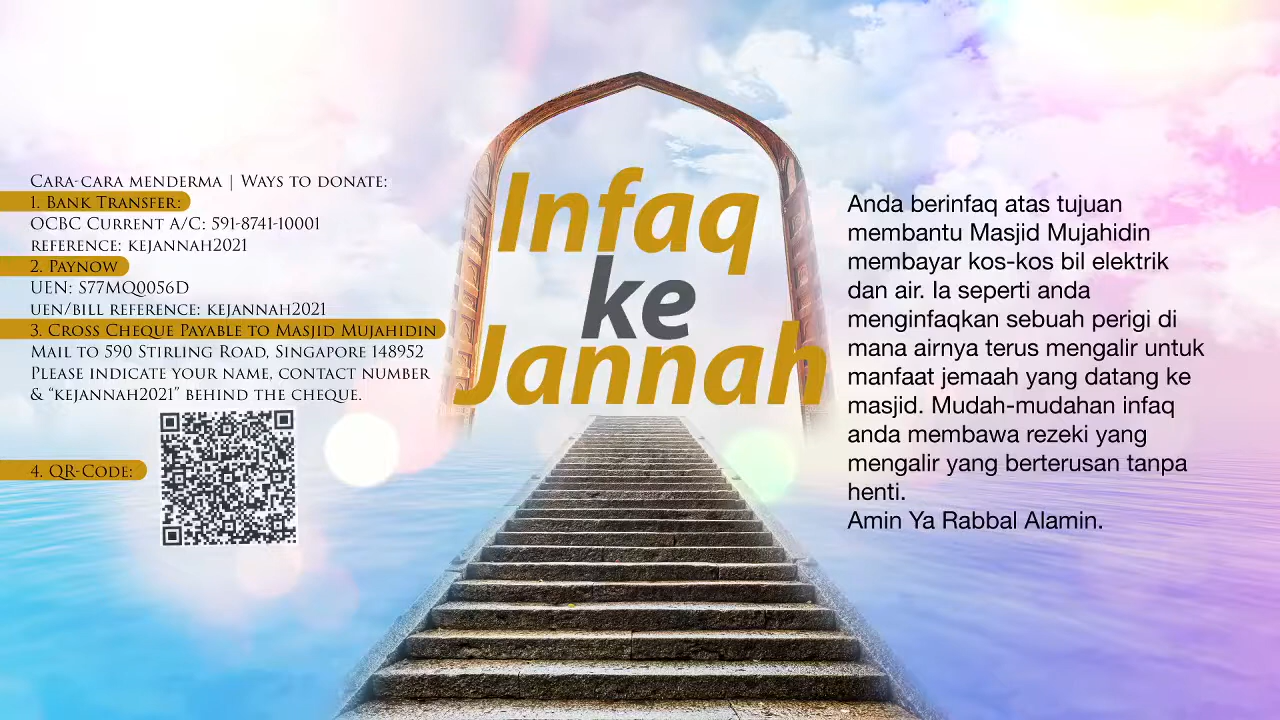 Cara-cara menderma | Ways to donate:
1. Bank Transfer:
OCBC Current A/C: 591-8741-10001
reference: kejannah2021
2. Paynow
UEN: S77MQ0056D
uen/bill reference: kejannah2021
3. Cross Cheque Payable to Masjid Mujahidin
Mail to 590 Stirling Road, Singapore 148952
Please indicate your name, contact number
& “kejannah2021” behind the cheque.
4. QR-Code:
Infaq
ke
Jannah
Anda berinfaq atas tujuan
membantu Masjid Mujahidin
membayar kos-kos bil elektrik
dan air. Ia seperti anda
menginfaqkan sebuah perigi di
mana airnya terus mengalir untuk
manfaat jemaah yang datang ke
masjid. Mudah-mudahan infaq
anda membawa rezeki yang
mengalir yang berterusan tanpa
henti.
Amin Ya Rabbal Alamin.